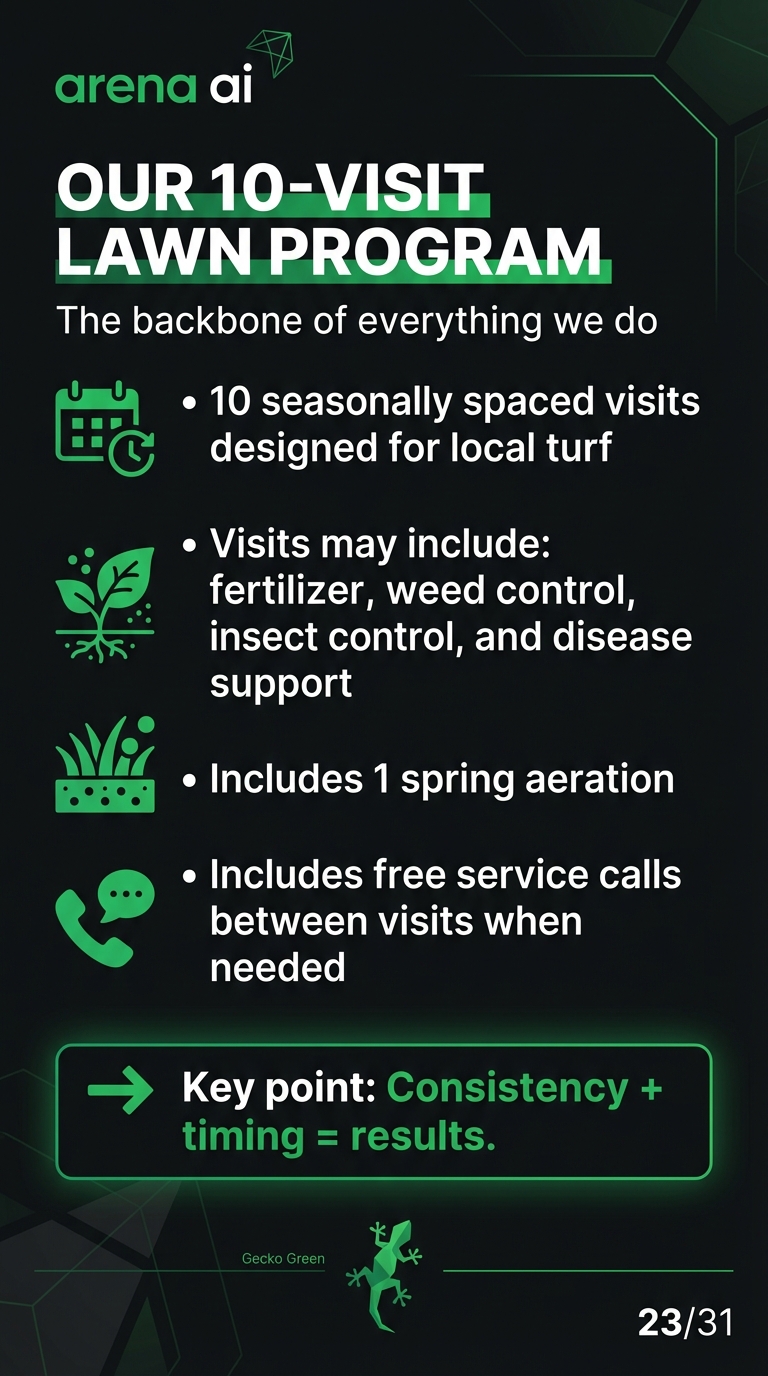 arena ai
OUR 10-VISIT
LAWN PROGRAM
The backbone of everything we do
• 10 seasonally spaced visits
designed for local turf
• Visits may include:
fertilizer, weed control,
insect control, and disease
support
• Includes 1 spring aeration
• Includes free service calls
between visits when
needed
Key point: Consistency +
timing = results.
Gecko Green
23/31